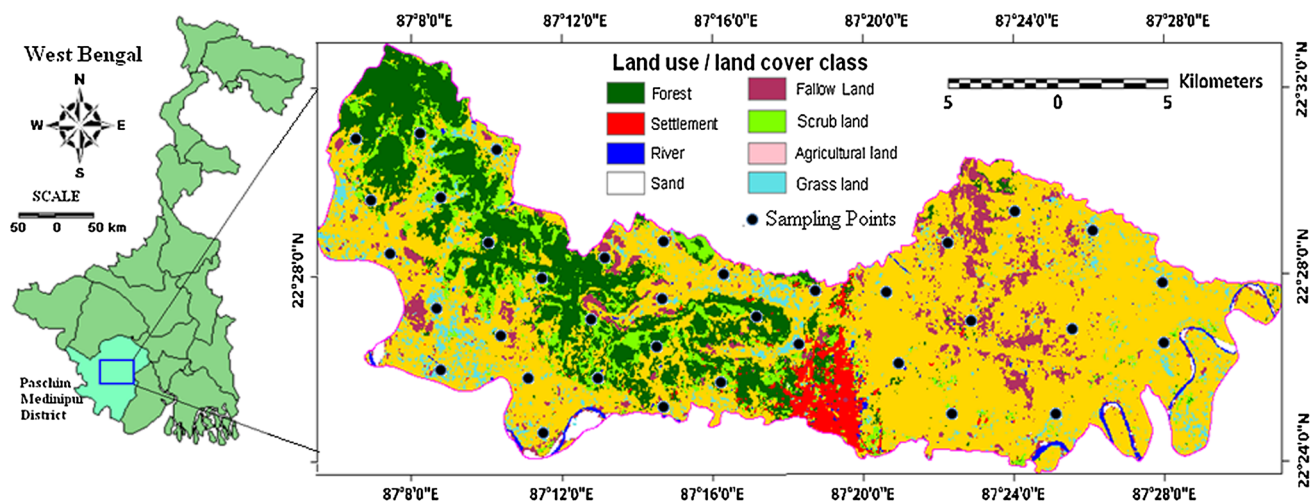 West Bengal
N
W E
S
SCALE
50 0 50 km
Paschim
Medinipur
District
87°8'0"E 87°12'0"E 87°16'0"E 87°20'0"E 87°24'0"E 87°28'0"E
Land use / land cover class
Forest
Settlement
River
Sand
Fallow Land
Scrub land
Agricultural land
Grass land
Sampling Points
Kilometers
5 0 5
22°28'0"N
22°32'0"N
22°28'0"N
22°24'0"N
87°8'0"E 87°12'0"E 87°16'0"E 87°20'0"E 87°24'0"E 87°28'0"E